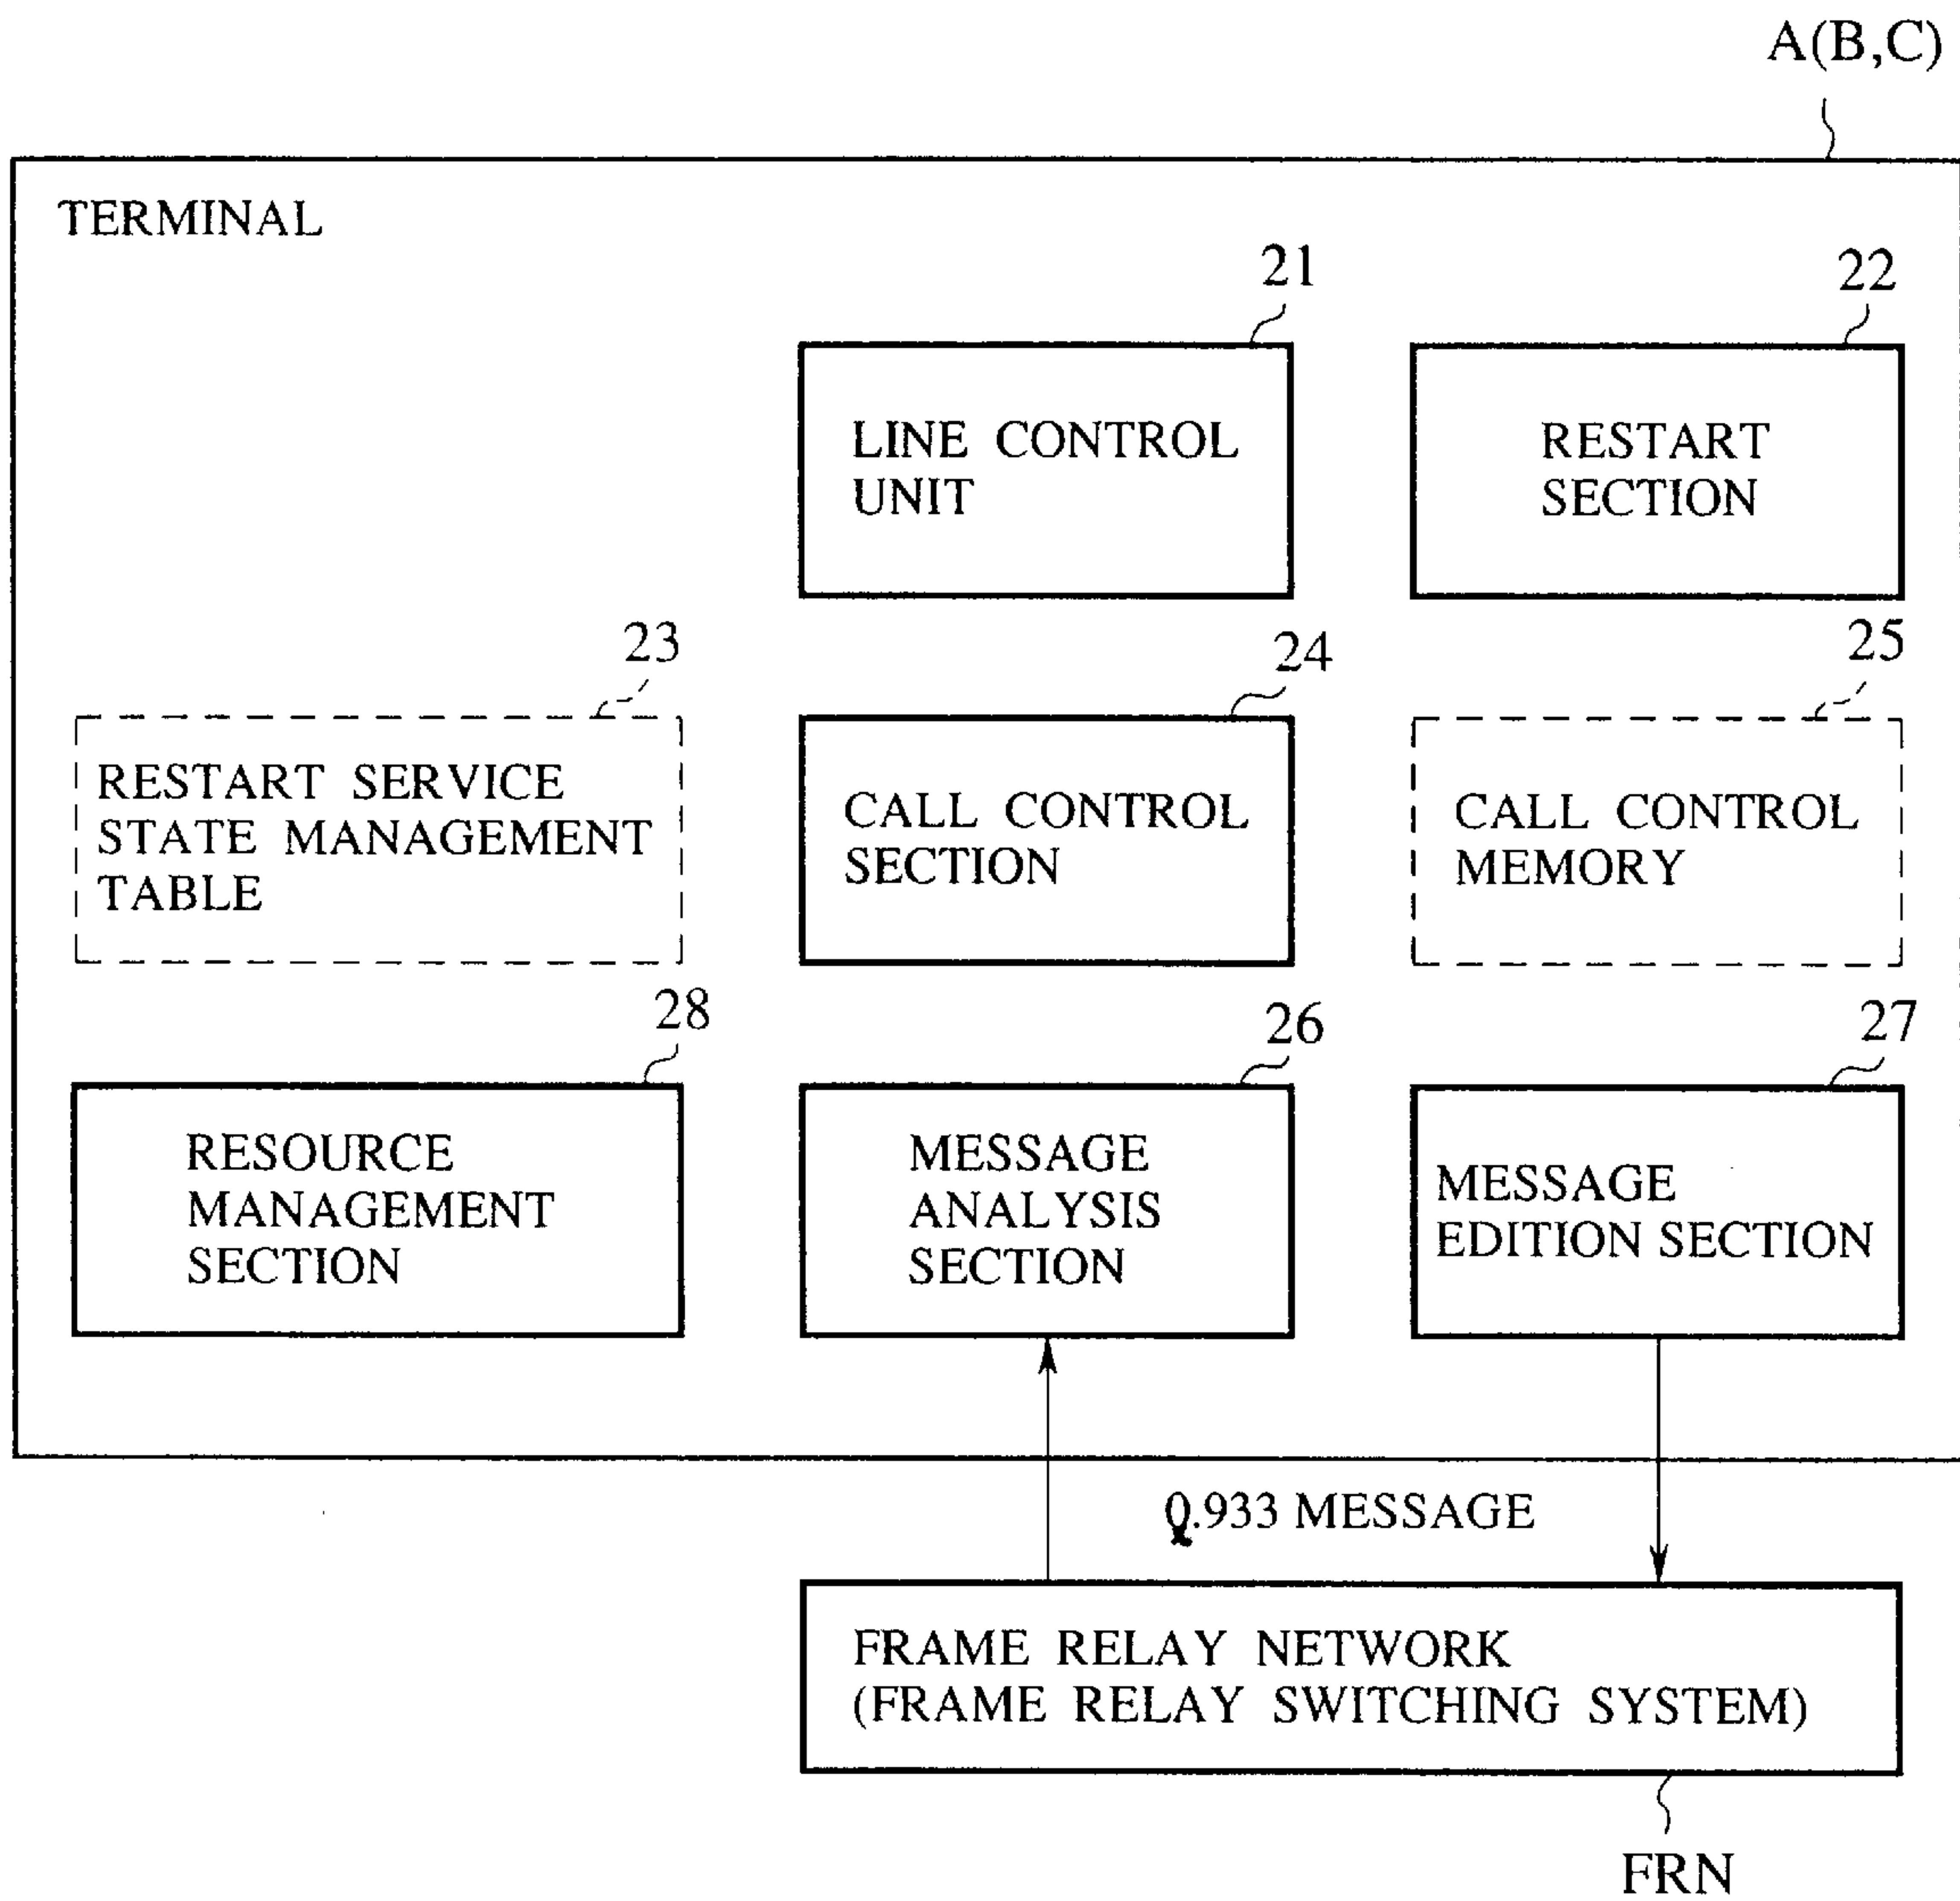 A(B,C)
TERMINAL
21
22
LINE CONTROL
UNIT
RESTART
SECTION
23
24
25
RESTART SERVICE
STATE MANAGEMENT
TABLE
CALL CONTROL
SECTION
CALL CONTROL
MEMORY
28
26
27
RESOURCE
MANAGEMENT
SECTION
MESSAGE
ANALYSIS
SECTION
MESSAGE
EDITION SECTION
Q.933 MESSAGE
FRAME RELAY NETWORK
(FRAME RELAY SWITCHING SYSTEM)
FRN